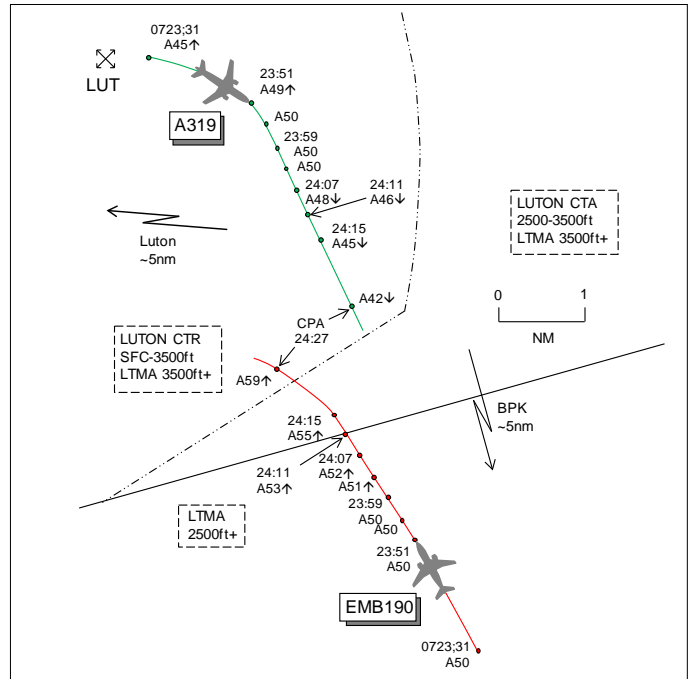 0723;31
A45↑
LUT
23:51
A49↑
A319
A50
23:59
A50
A50
24:07
A48↓
24:11
A46↓
24:15
A45↓
LUTON CTA
2500-3500ft
LTMA 3500ft+
Luton
~5nm
0 1
NM
A42↓
CPA
24:27
LUTON CTR
SFC-3500ft
LTMA 3500ft+
A59↑
BPK
~5nm
24:15
A55↑
24:11
A53↑
24:07
A52↑
A51↑
23:59
A50
A50
LTMA
2500ft+
23:51
A50
EMB190
0723;31
A50